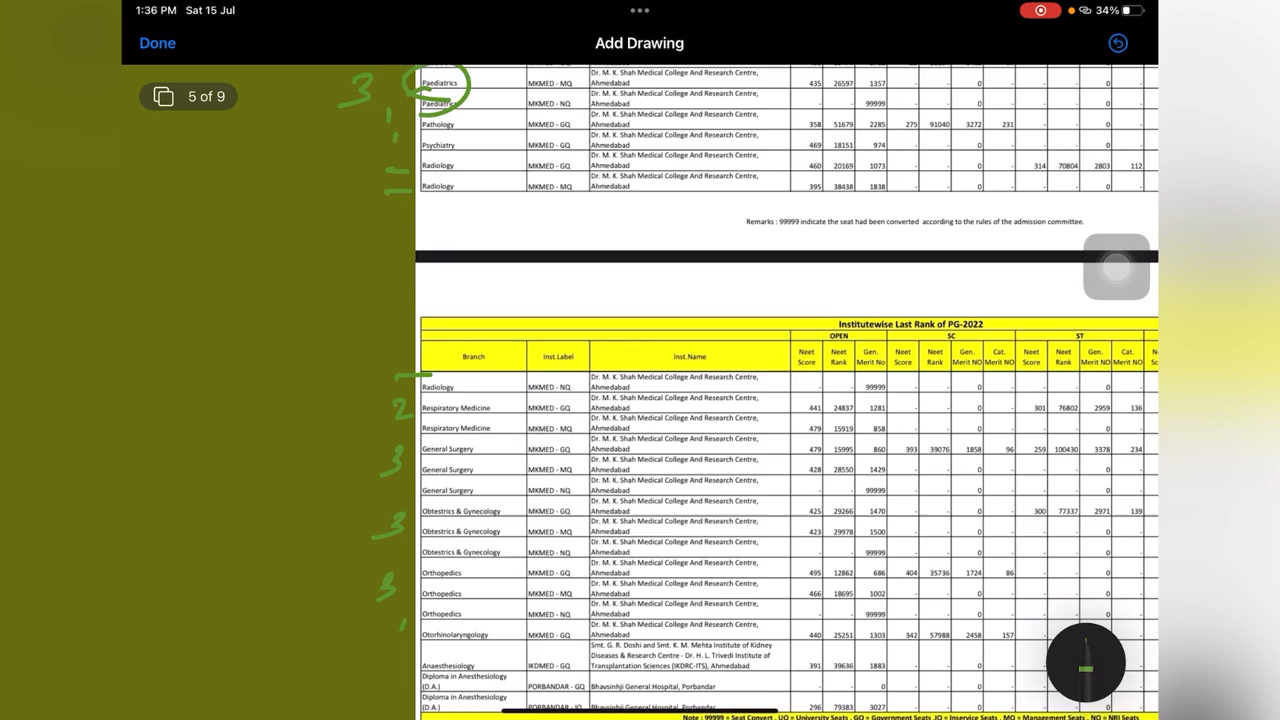 1:36 PM Sat 15 Jul 34%
Done Add Drawing
5 of 9
3 Paediatrics MKMED - MQ Dr. M. K. Shah Medical College And Research Centre, Ahmedabad 435 26597 1357 - - 0 - - - 0 -
Paediatrics MKMED - NQ Dr. M. K. Shah Medical College And Research Centre, Ahmedabad - - 99999 - - 0 - - - 0 -
Pathology MKMED - GQ Dr. M. K. Shah Medical College And Research Centre, Ahmedabad 358 51679 2285 275 91040 3272 231 - - 0 -
Psychiatry MKMED - GQ Dr. M. K. Shah Medical College And Research Centre, Ahmedabad 469 18151 974 - - 0 - - - 0 -
Radiology MKMED - GQ Dr. M. K. Shah Medical College And Research Centre, Ahmedabad 460 20169 1073 - - 0 - 314 70804 2803 112
Radiology MKMED - MQ Dr. M. K. Shah Medical College And Research Centre, Ahmedabad 395 38438 1838 - - 0 - - - 0 -
Remarks : 99999 indicate the seat had been converted according to the rules of the admission committee.
Institutewise Last Rank of PG-2022
OPEN SC ST
Branch Inst.Label Inst.Name Neet Score Neet Rank Gen. Merit No Neet Score Neet Rank Gen. Merit NO Cat. Merit NO Neet Score Neet Rank Gen. Merit NO Cat. Merit NO
Radiology MKMED - NQ Dr. M. K. Shah Medical College And Research Centre, Ahmedabad - - 99999 - - 0 - - - 0 -
2 Respiratory Medicine MKMED - GQ Dr. M. K. Shah Medical College And Research Centre, Ahmedabad 441 24837 1281 - - 0 - 301 76802 2959 136
Respiratory Medicine MKMED - MQ Dr. M. K. Shah Medical College And Research Centre, Ahmedabad 479 15919 858 - - 0 - - - 0 -
3 General Surgery MKMED - GQ Dr. M. K. Shah Medical College And Research Centre, Ahmedabad 479 15995 860 393 39076 1858 96 259 100430 3378 234
General Surgery MKMED - MQ Dr. M. K. Shah Medical College And Research Centre, Ahmedabad 428 28550 1429 - - 0 - - - 0 -
General Surgery MKMED - NQ Dr. M. K. Shah Medical College And Research Centre, Ahmedabad - - 99999 - - 0 - - - 0 -
3 Obtestrics & Gynecology MKMED - GQ Dr. M. K. Shah Medical College And Research Centre, Ahmedabad 425 29266 1470 - - 0 - 300 77337 2971 139
Obtestrics & Gynecology MKMED - MQ Dr. M. K. Shah Medical College And Research Centre, Ahmedabad 423 29978 1500 - - 0 - - - 0 -
Obtestrics & Gynecology MKMED - NQ Dr. M. K. Shah Medical College And Research Centre, Ahmedabad - - 99999 - - 0 - - - 0 -
Orthopedics MKMED - GQ Dr. M. K. Shah Medical College And Research Centre, Ahmedabad 495 12862 686 404 35736 1724 86 - - 0 -
3 Orthopedics MKMED - MQ Dr. M. K. Shah Medical College And Research Centre, Ahmedabad 466 18695 1002 - - 0 - - - 0 -
Orthopedics MKMED - NQ Dr. M. K. Shah Medical College And Research Centre, Ahmedabad - - 99999 - - 0 - - - 0 -
Otorhinolaryngology MKMED - GQ Dr. M. K. Shah Medical College And Research Centre, Ahmedabad 440 25251 1303 342 57988 2458 157 - 0 -
Anaesthesiology IKDMED - GQ Smt. G. R. Doshi and Smt. K. M. Mehta Institute of Kidney Diseases & Research Centre - Dr. H. L. Trivedi Institute of Transplantation Sciences (IKDRC-ITS), Ahmedabad 391 39636 1883 - - 0 - -
Diploma in Anesthesiology (D.A.) PORBANDAR - GQ Bhavsinhji General Hospital, Porbandar - - 0 - - 0 - -
Diploma in Anesthesiology (D.A.) PORBANDAR - IQ Bhavsinhji General Hospital, Porbandar 296 79383 3027 - - 0 -
Note : 99999 = Seat Convert , UQ = University Seats , GQ = Government Seats ,IQ = Inservice Seats , MQ = Management Seats , NQ = NRI Seats